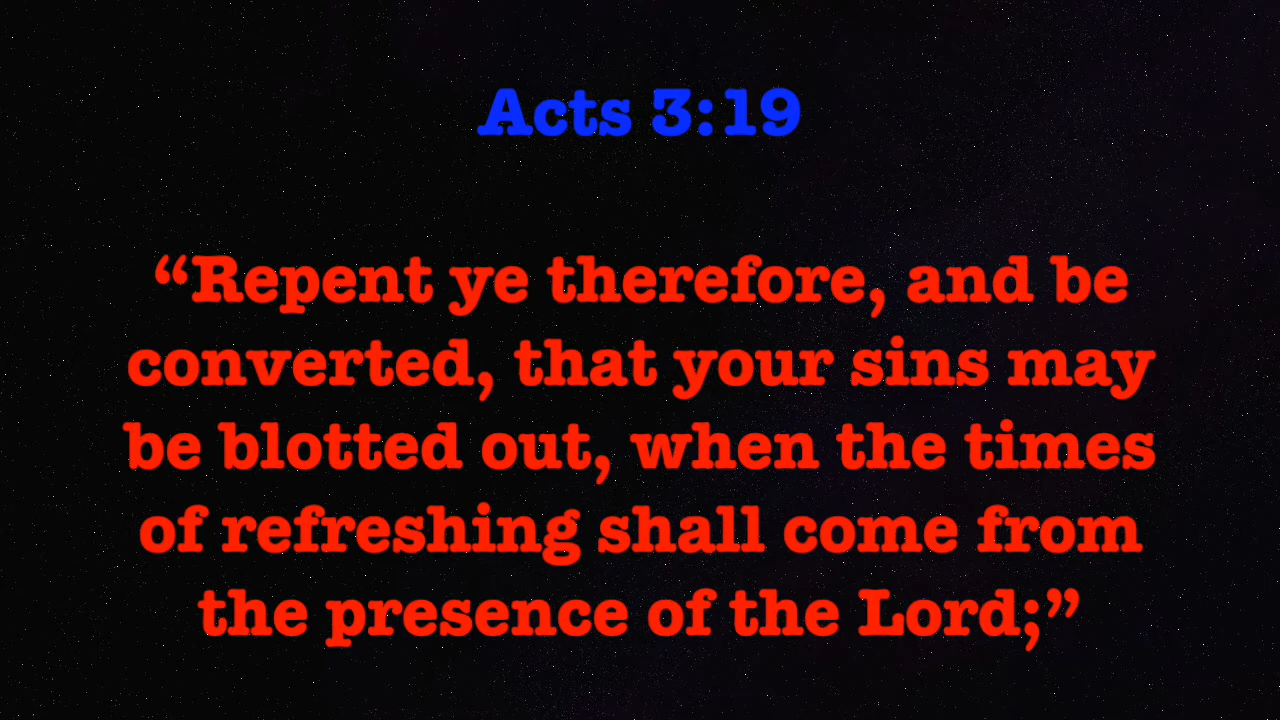 Acts 3:19
“Repent ye therefore, and be
converted, that your sins may
be blotted out, when the times
of refreshing shall come from
the presence of the Lord;”